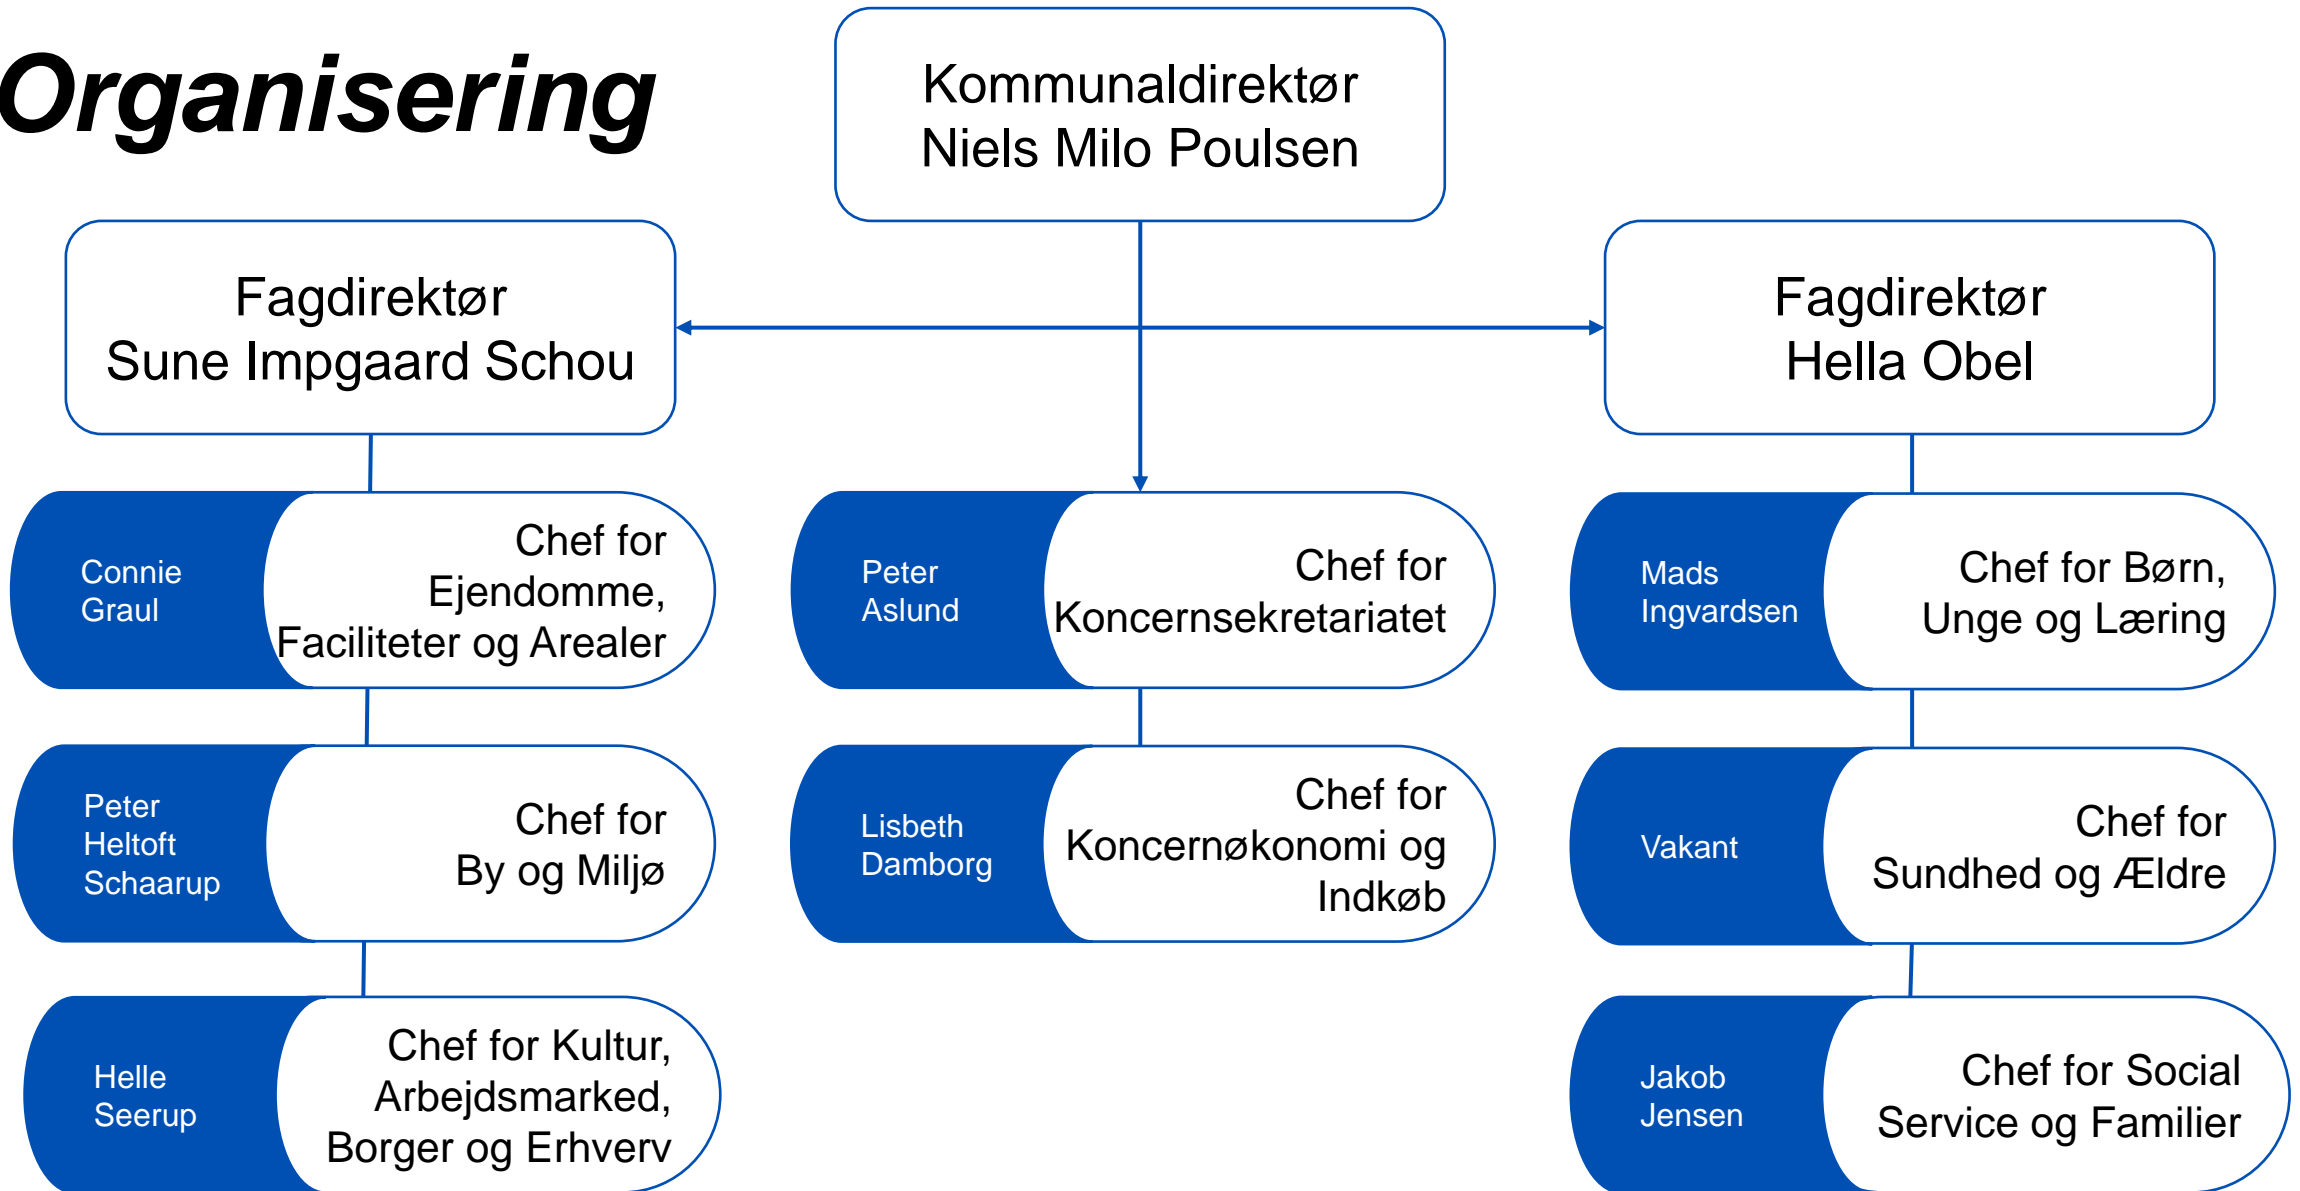 Organisering
Kommunaldirektør
Niels Milo Poulsen
Fagdirektør
Sune Impgaard Schou
Fagdirektør
Hella Obel
Connie
Graul
Chef for
Ejendomme,
Faciliteter og Arealer
Peter
Aslund
Chef for
Koncernsekretariatet
Mads
Ingvardsen
Chef for Børn,
Unge og Læring
Peter
Heltoft
Schaarup
Chef for
By og Miljø
Lisbeth
Damborg
Chef for
Koncernøkonomi og
Indkøb
Vakant
Chef for
Sundhed og Ældre
Helle
Seerup
Chef for Kultur,
Arbejdsmarked,
Borger og Erhverv
Jakob
Jensen
Chef for Social
Service og Familier